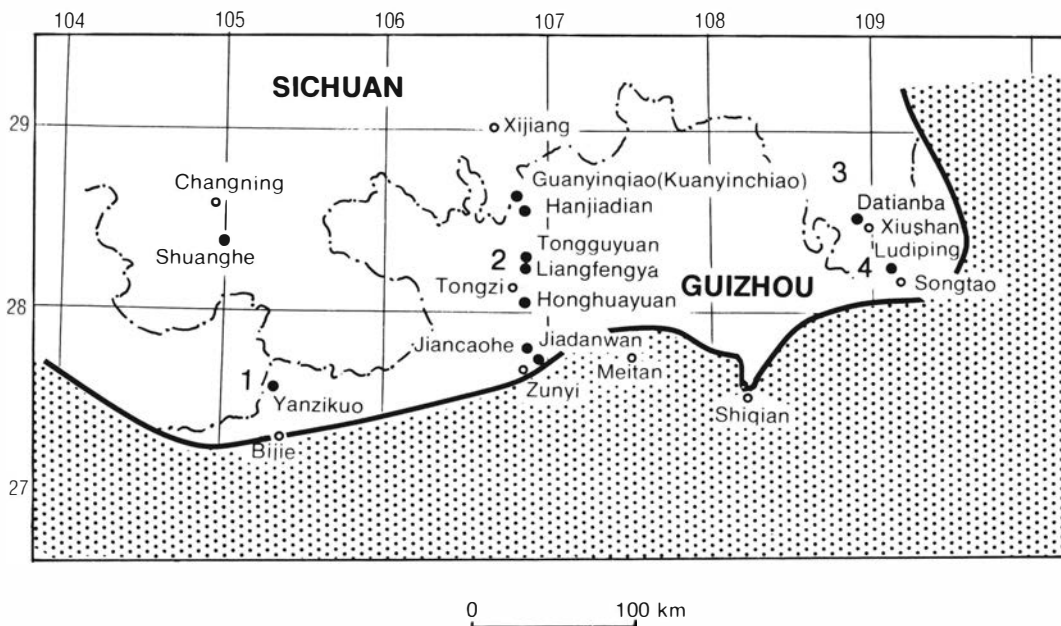 104 105 106 107 108 109
SICHUAN
29
Xijiang
3
Changning
Guanyinqiao(Kuanyinchiao)
Hanjiadian
Datianba
Xiushan
Shuanghe
Tongguyuan
Ludiping
2
Liangfengya
4
Tongzi
GUIZHOU
Songtao
28
Honghuayuan
Jiancaohe
Jiadanwan
1
Meitan
Zunyi
Yanzikuo
Shiqian
Bijie
27
0 100 km